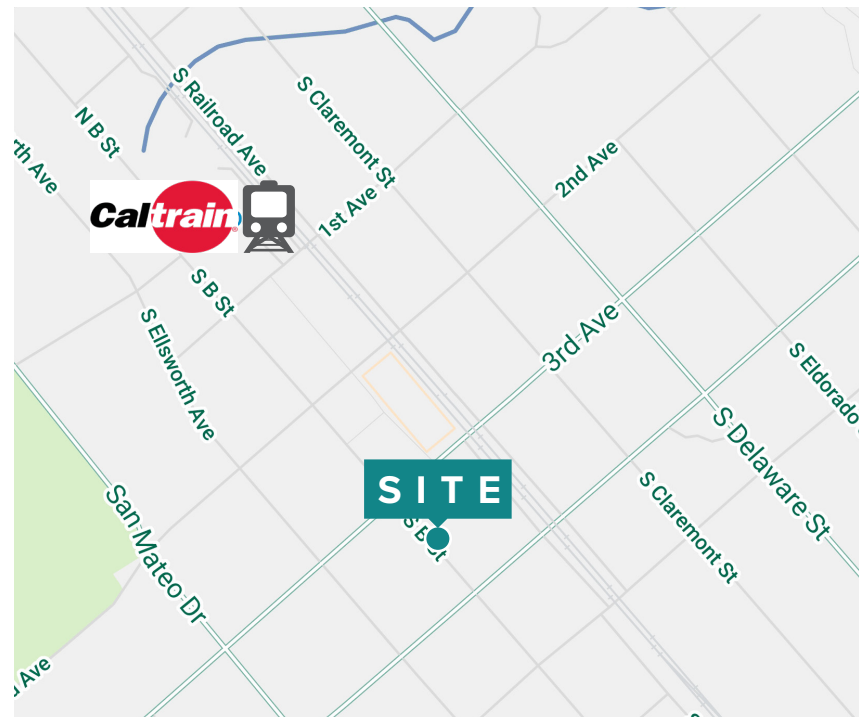 S Railroad Ave
S Claremont St
N B St
rth Ave
2nd Ave
Caltrain
1st Ave
S B St
3rd Ave
S Ellsworth Ave
S Eldorado
S Delaware St
SITE
S B St
S Claremont St
San Mateo Dr
Ave